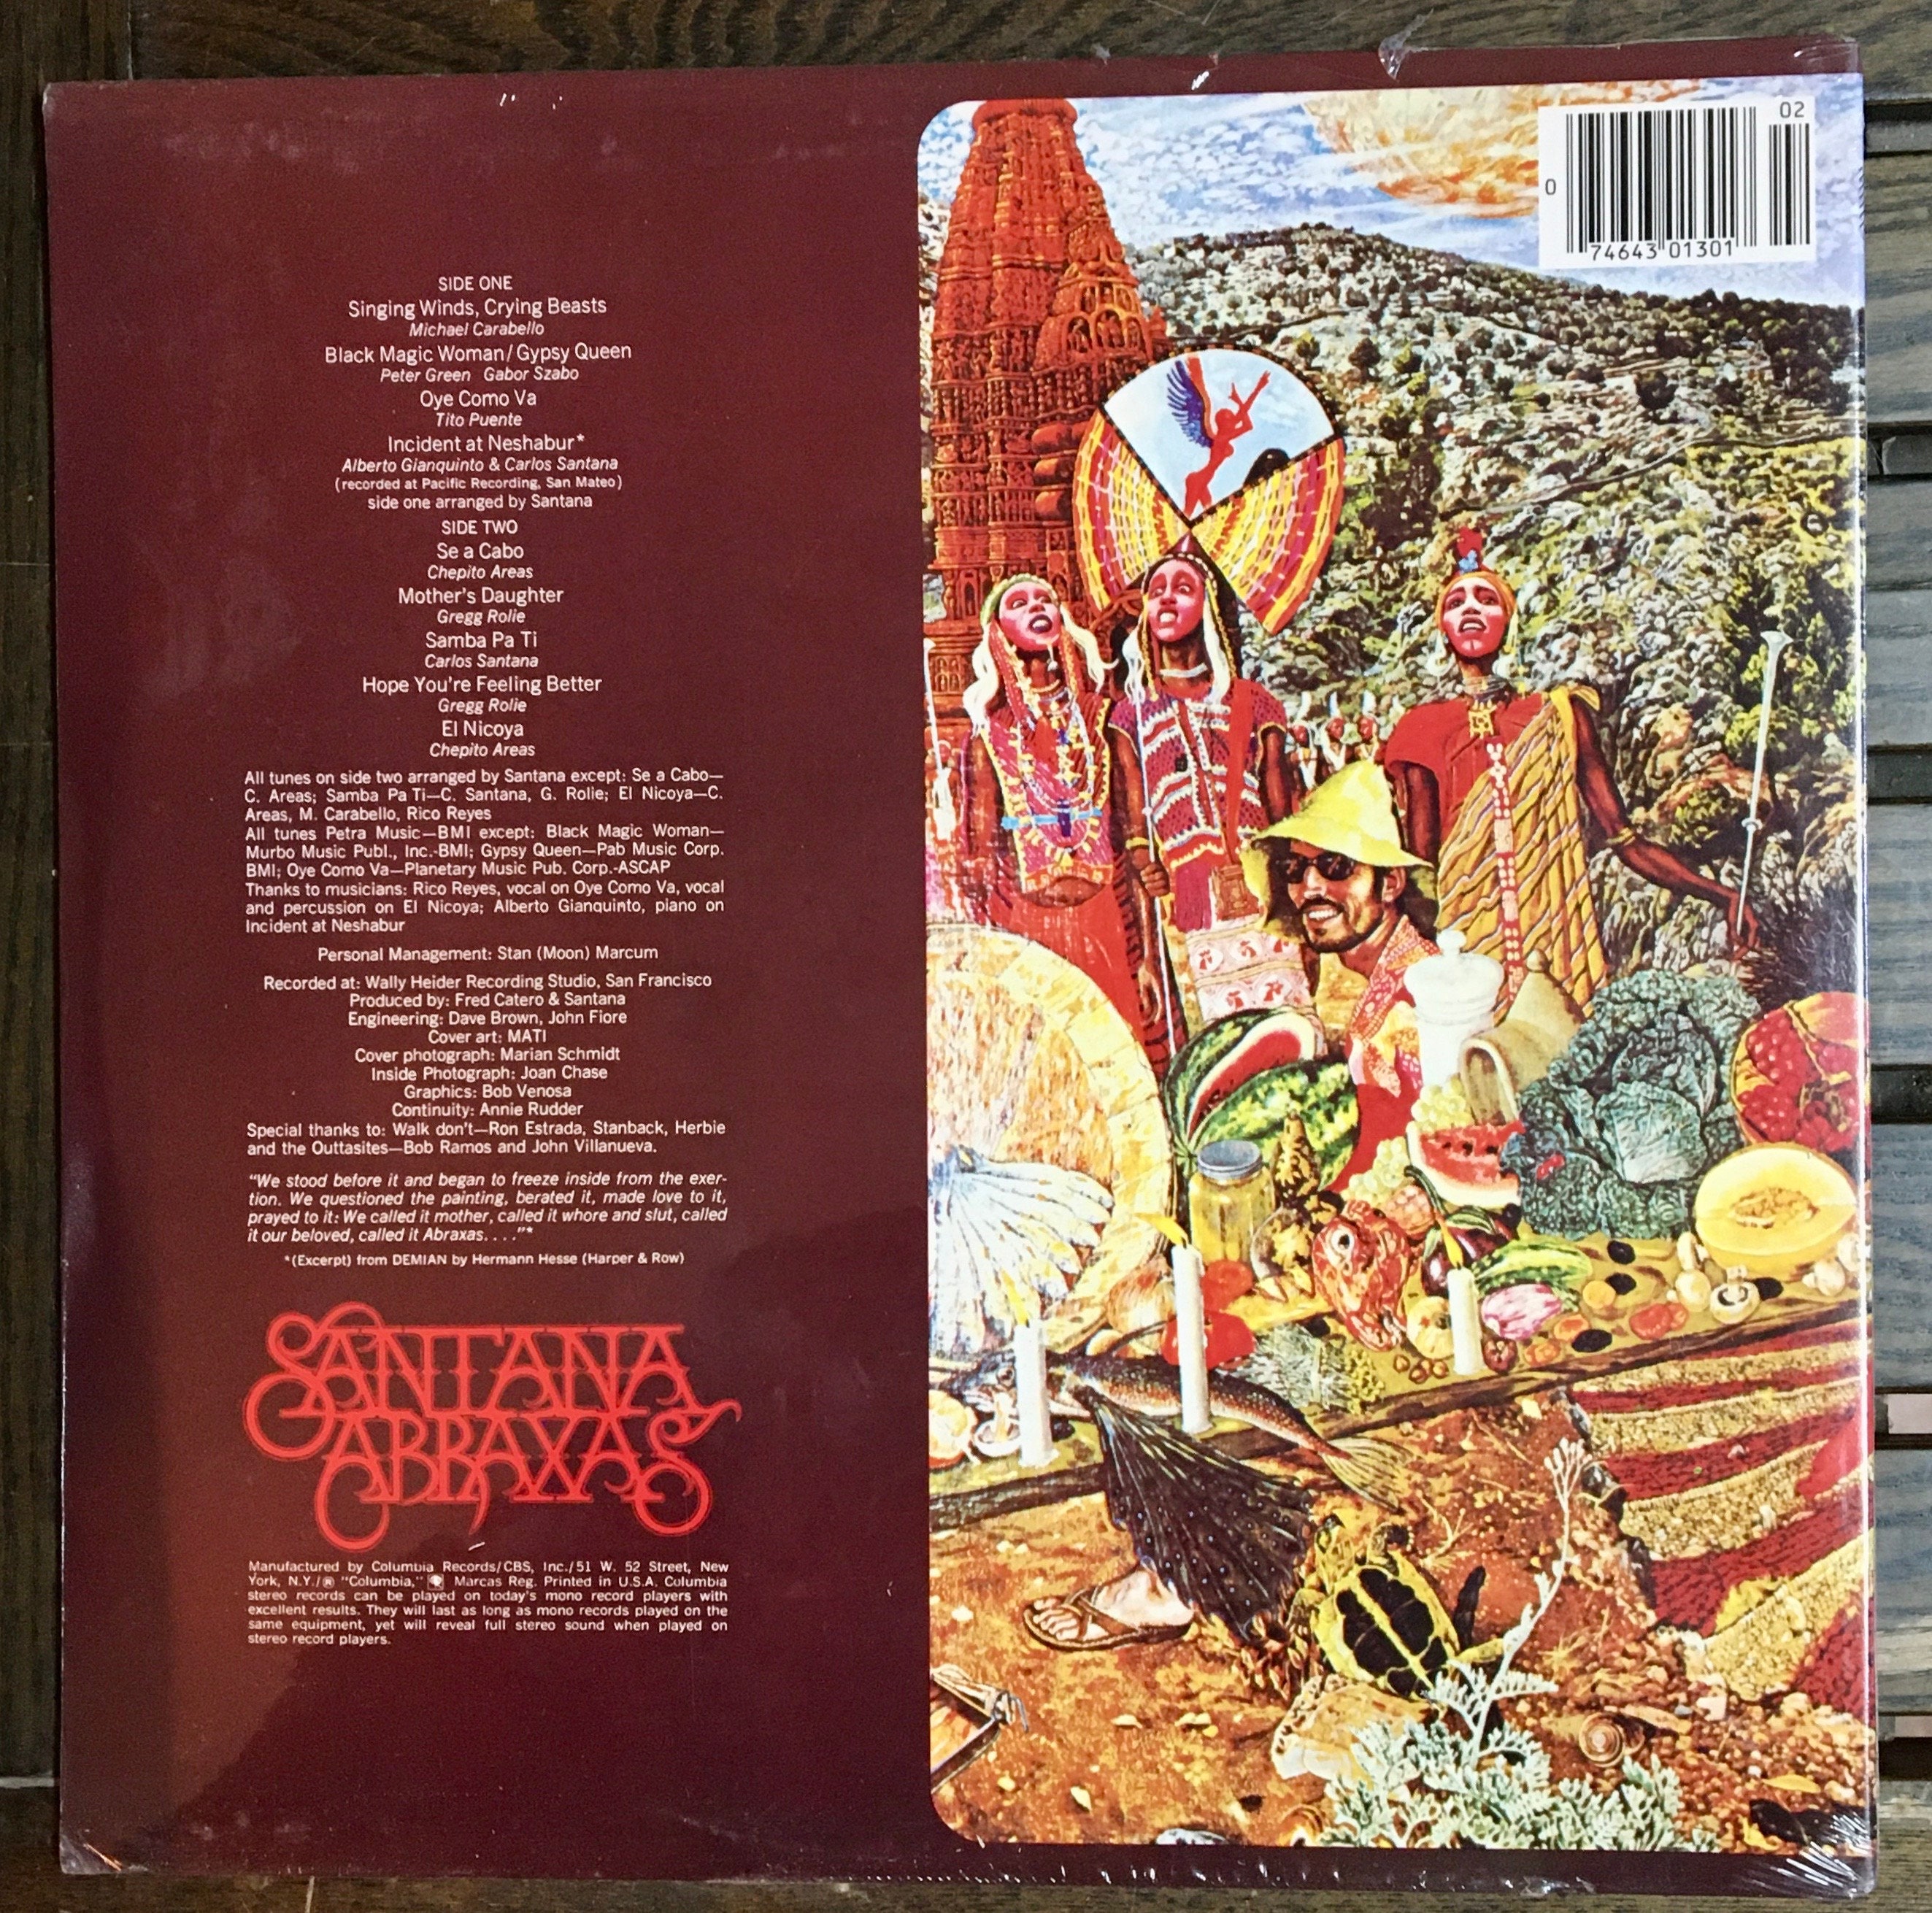 SIDE ONE
Singing Winds, Crying Beasts
Michael Carabello
Black Magic Woman/Gypsy Queen
Peter Green Gabor Szabo
Oye Como Va
Tito Puente
Incident at Neshabur*
Alberto Gianquinto & Carlos Santana
(recorded at Pacific Recording, San Mateo)
side one arranged by Santana
SIDE TWO
Se a Cabo
Chepito Areas
Mother's Daughter
Gregg Rolie
Samba Pa Ti
Carlos Santana
Hope You're Feeling Better
Gregg Rolie
El Nicoya
Chepito Areas
All tunes on side two arranged by Santana except: Se a Cabo—
C. Areas; Samba Pa Ti—C. Santana, G. Rolie; El Nicoya—C.
Areas, M. Carabello, Rico Reyes
All tunes Petra Music—BMI except: Black Magic Woman—
Murbo Music Publ., Inc.-BMI; Gypsy Queen—Pab Music Corp.
BMI; Oye Como Va—Planetary Music Pub. Corp.-ASCAP
Thanks to musicians: Rico Reyes, vocal on Oye Como Va, vocal
and percussion on El Nicoya; Alberto Gianquinto, piano on
Incident at Neshabur
Personal Management: Stan (Moon) Marcum
Recorded at: Wally Heider Recording Studio, San Francisco
Produced by: Fred Catero & Santana
Engineering: Dave Brown, John Fiore
Cover art: MATI
Cover photograph: Marian Schmidt
Inside Photograph: Joan Chase
Graphics: Bob Venosa
Continuity: Annie Rudder
Special thanks to: Walk don't—Ron Estrada, Stanback, Herbie
and the Outtasites—Bob Ramos and John Villanueva.
"We stood before it and began to freeze inside from the exer-
tion. We questioned the painting, berated it, made love to it,
prayed to it: We called it mother, called it whore and slut, called
it our beloved, called it Abraxas. . . ."*
*(Excerpt) from DEMIAN by Hermann Hesse (Harper & Row)
SANTANA
ABRAXAS
Manufactured by Columbia Records/CBS, Inc./51 W. 52 Street, New
York, N.Y./® "Columbia," Marcas Reg. Printed in U.S.A. Columbia
stereo records can be played on today's mono record players with
excellent results. They will last as long as mono records played on the
same equipment, yet will reveal full stereo sound when played on
stereo record players.
02
0
74643 01301